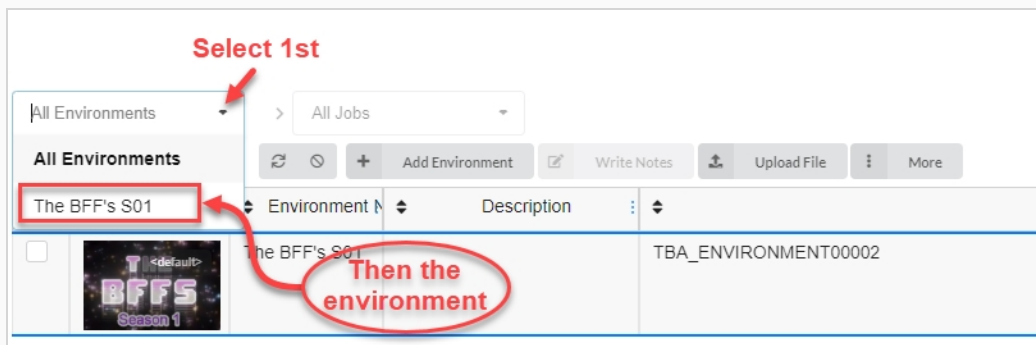 Select 1st
All Environments
All Jobs
All Environments
Add Environment
Write Notes
Upload File
More
The BFF's S01
Environment N
Description
The BFF's S01
TBA_ENVIRONMENT00002
<default>
BFFS
Season 1
Then the
environment